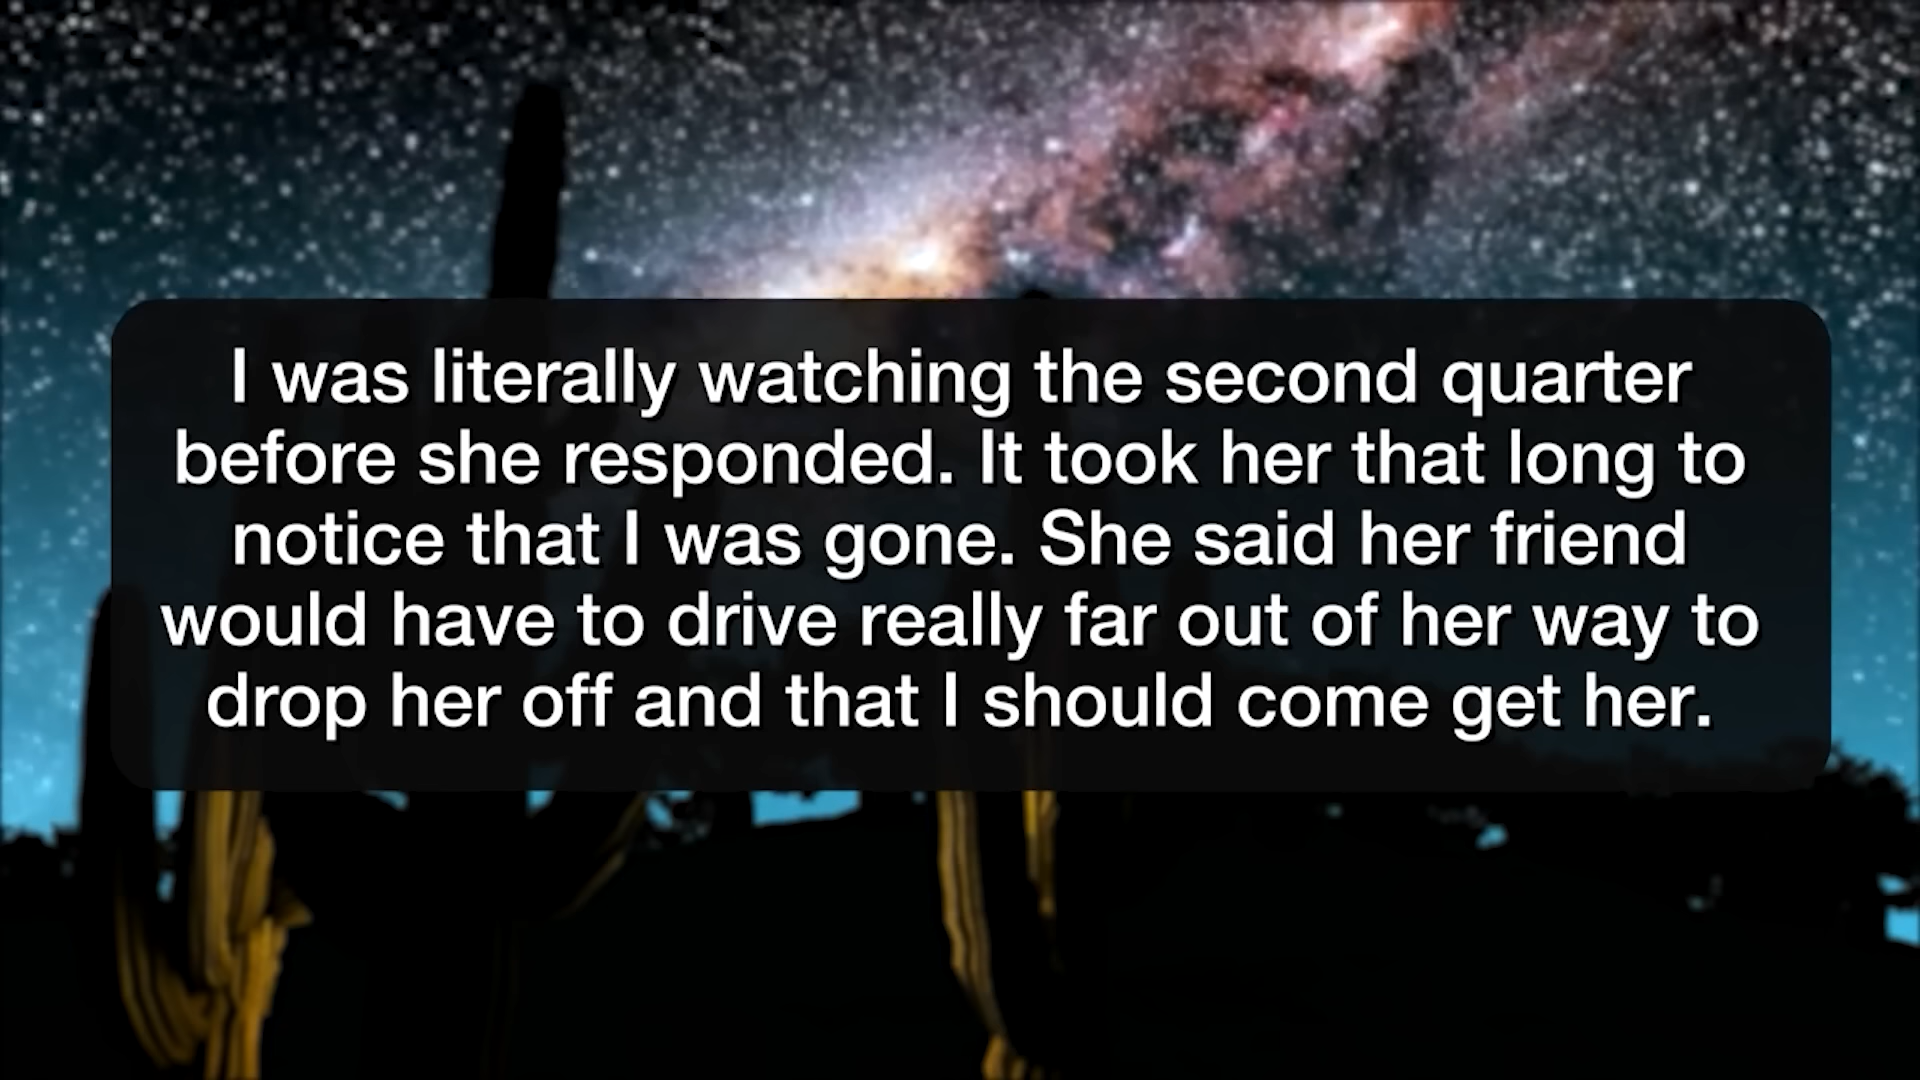 I was literally watching the second quarter
before she responded. It took her that long to
notice that I was gone. She said her friend
would have to drive really far out of her way to
drop her off and that I should come get her.